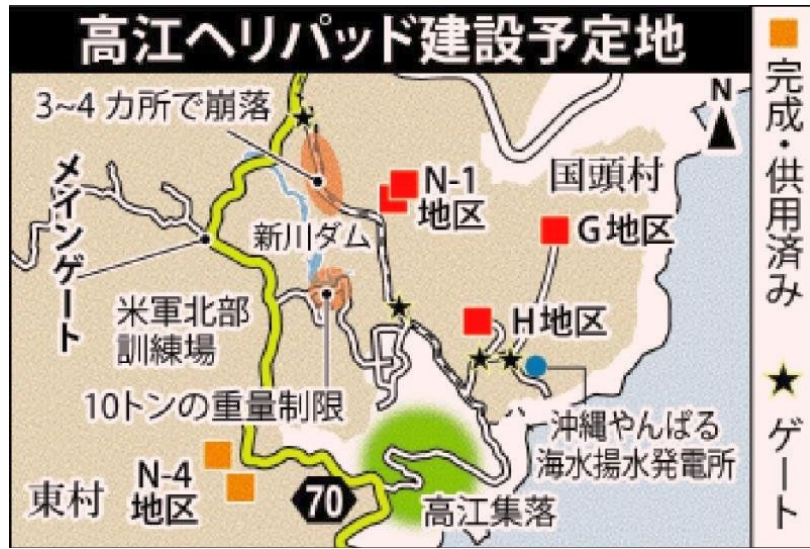 高江ヘリパッド建設予定地
3~4カ所で崩落
N
メインゲート
N-1
地区
国頭村
新川ダム
G地区
米軍北部
訓練場
H地区
10トンの重量制限
沖縄やんばる
海水揚水発電所
N-4
地区
東村
70
高江集落
完成・供用済み
ゲート